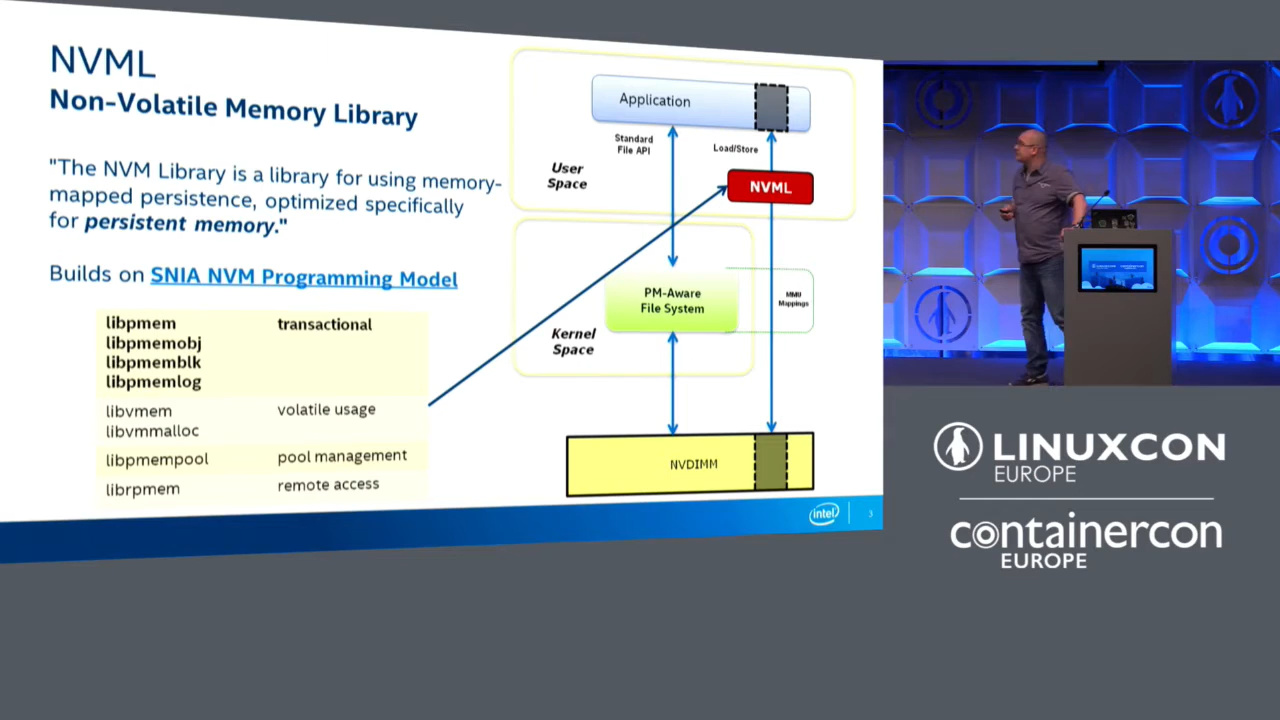 NVML
Non-Volatile Memory Library
"The NVM Library is a library for using memory-
mapped persistence, optimized specifically
for persistent memory."
Builds on SNIA NVM Programming Model
libpmem transactional
libpmemobj
libpmemblk
libpmemlog
libvmem volatile usage
libvmmalloc
libpmempool pool management
librpmem remote access
Application
Standard
File API
Load/Store
User
Space
NVML
PM-Aware
File System
MMU
Mappings
Kernel
Space
NVDIMM
intel
3
LINUXCON
EUROPE
containercon
EUROPE